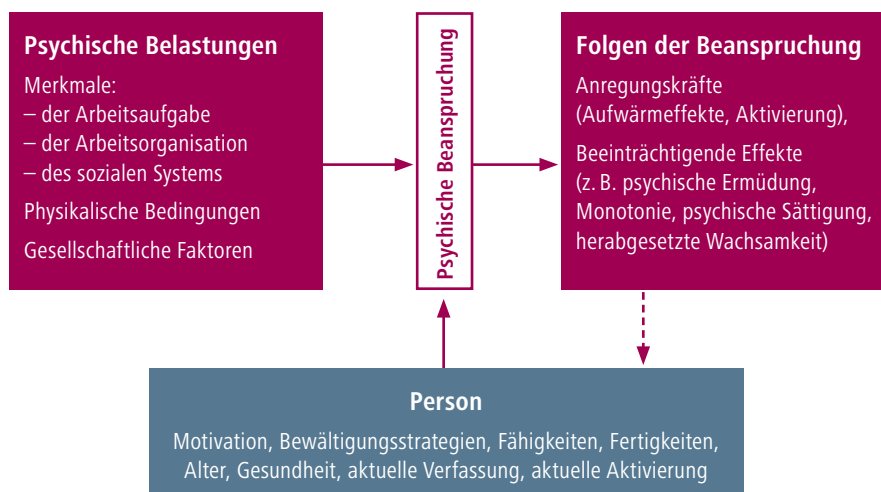 Psychische Belastungen
Merkmale:
– der Arbeitsaufgabe
– der Arbeitsorganisation
– des sozialen Systems
Physikalische Bedingungen
Gesellschaftliche Faktoren
Psychische Beanspruchung
Folgen der Beanspruchung
Anregungskräfte
(Aufwärmeffekte, Aktivierung),
Beeinträchtigende Effekte
(z. B. psychische Ermüdung,
Monotonie, psychische Sättigung,
herabgesetzte Wachsamkeit)
Person
Motivation, Bewältigungsstrategien, Fähigkeiten, Fertigkeiten,
Alter, Gesundheit, aktuelle Verfassung, aktuelle Aktivierung